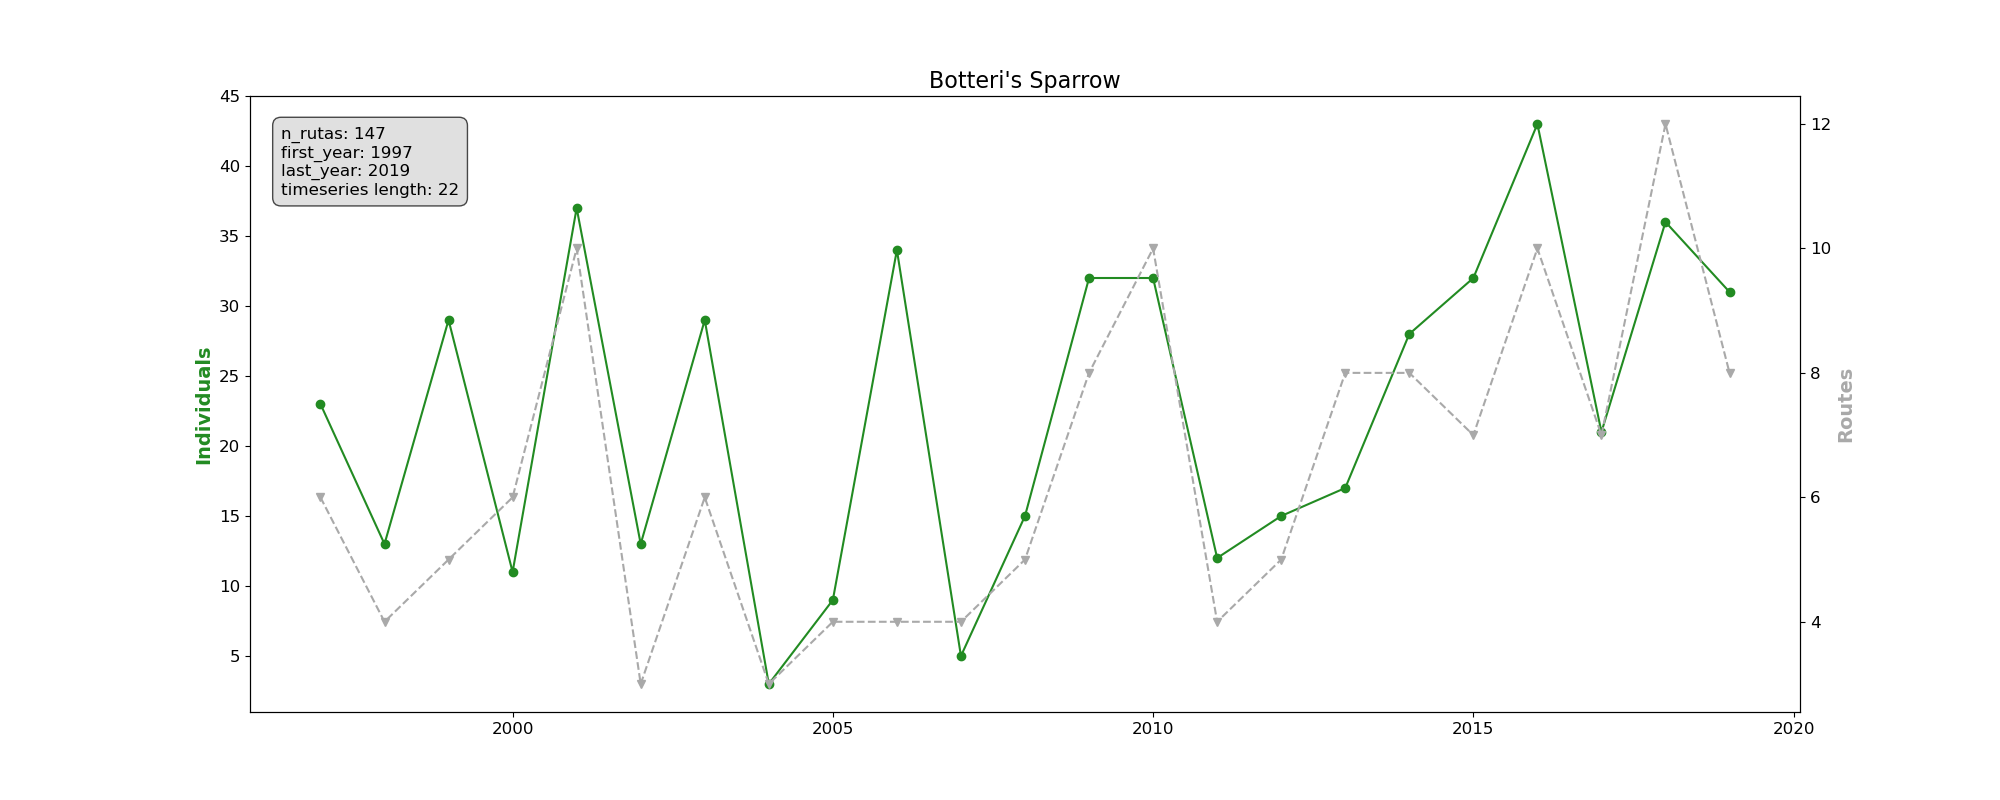 Botteri's Sparrow
n_rutas: 147
first_year: 1997
last_year: 2019
timeseries length: 22
45
40
35
30
25
20
15
10
5
Individuals
12
10
8
6
4
Routes
2000
2005
2010
2015
2020